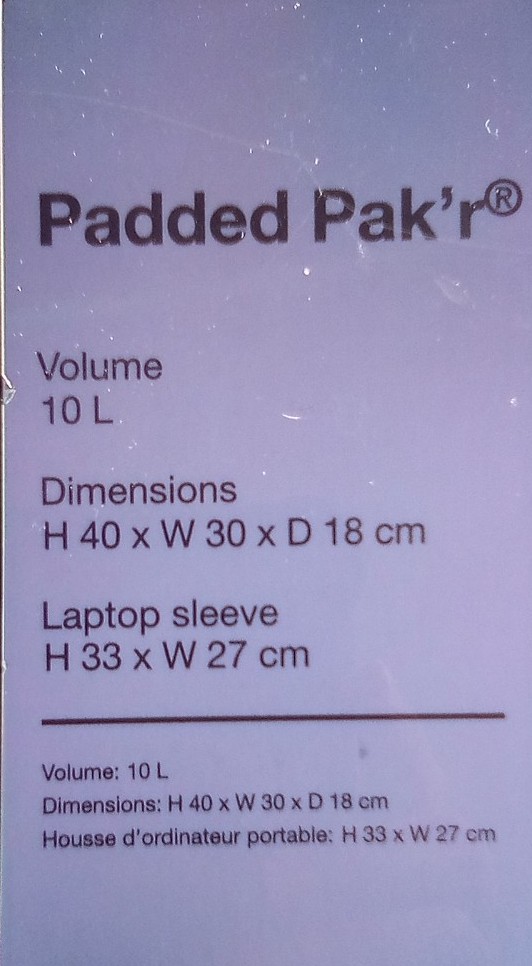 Padded Pak'r®
Volume
10 L
Dimensions
H 40 x W 30 x D 18 cm
Laptop sleeve
H 33 x W 27 cm
Volume: 10 L
Dimensions: H 40 x W 30 x D 18 cm
Housse d'ordinateur portable: H 33 x W 27 cm